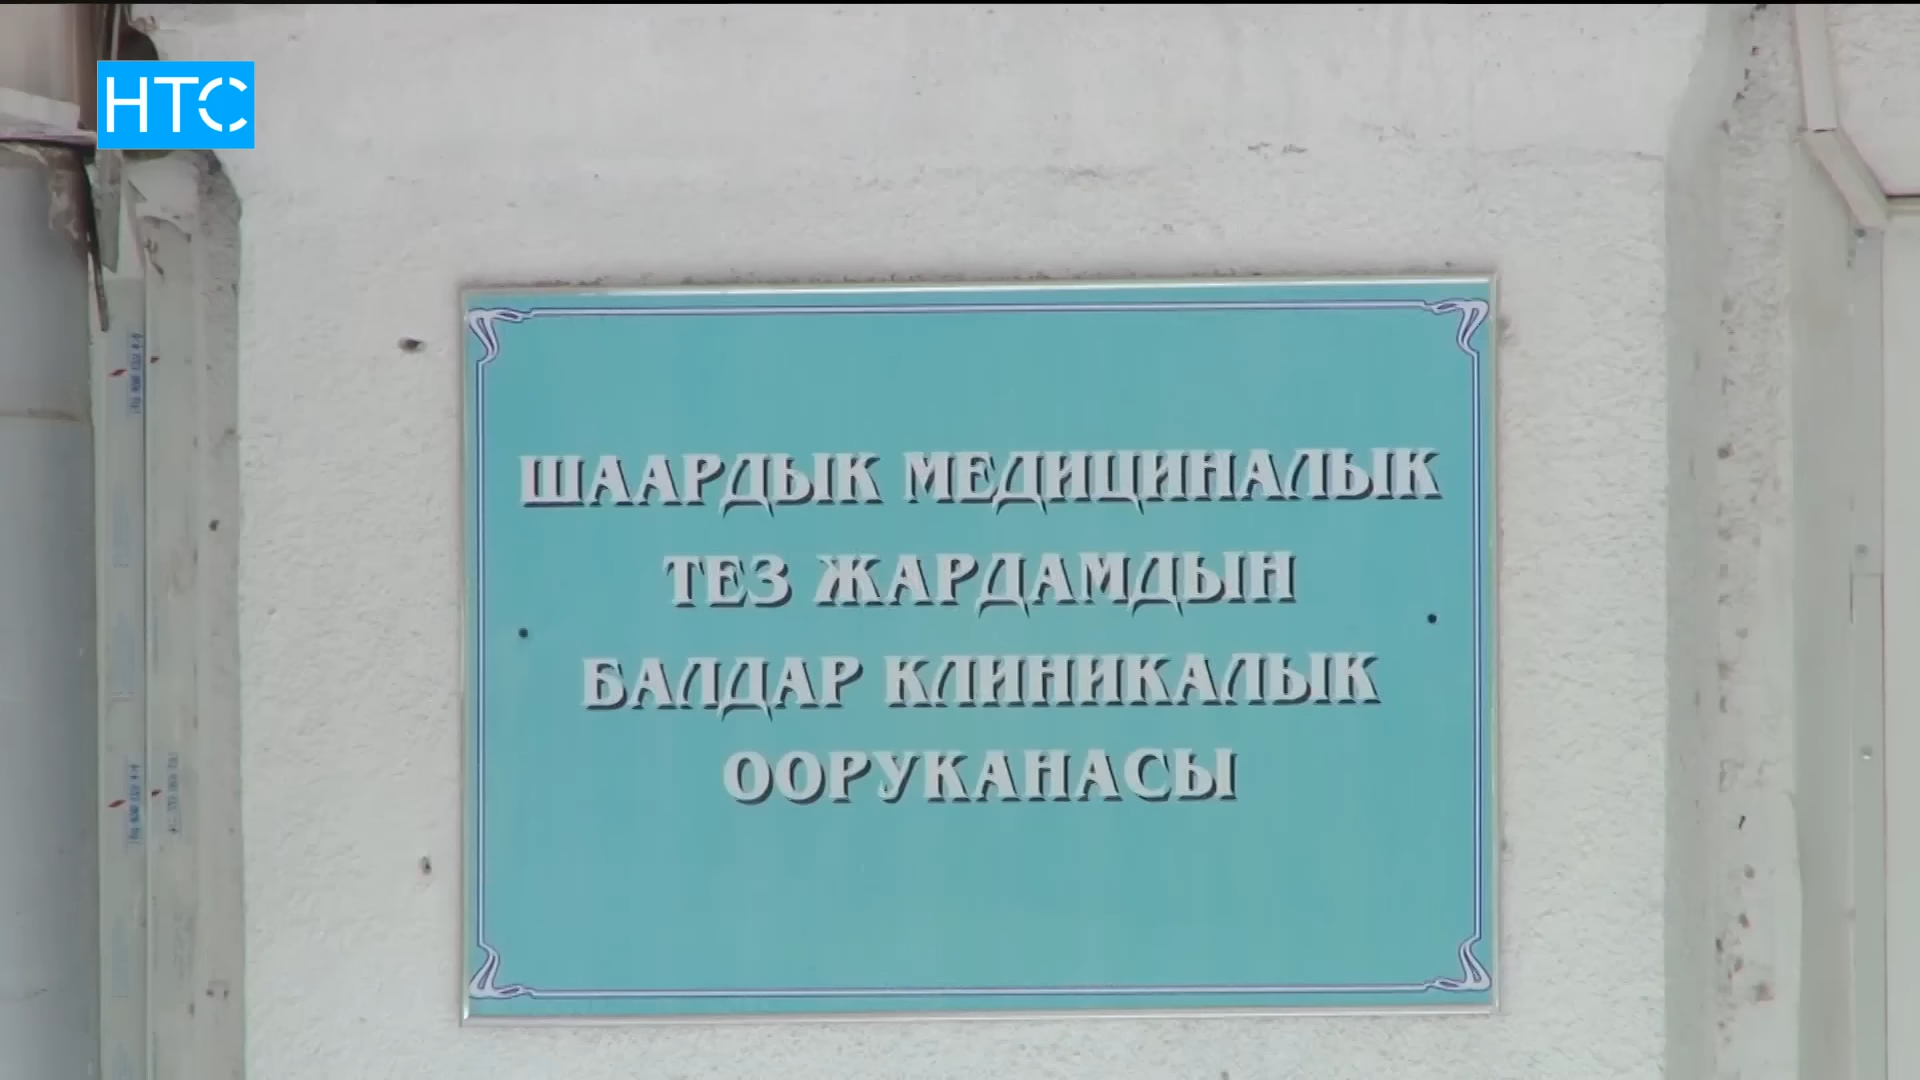 НТС
ШААРДЫК МЕДИЦИНАЛЫК
ТЕЗ ЖАРДАМДЫН
БАЛДАР КЛИНИКАЛЫК
ООРУКАНАСЫ